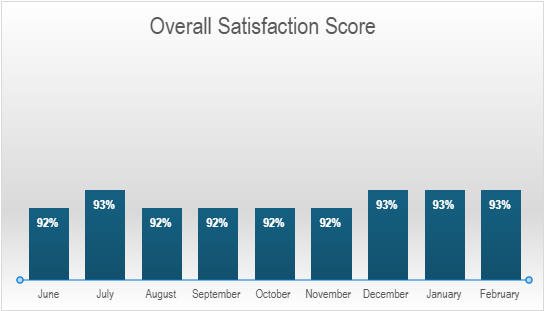 Overall Satisfaction Score
92% 93% 92% 92% 92% 92% 93% 93% 93%
June July August September October November December January February